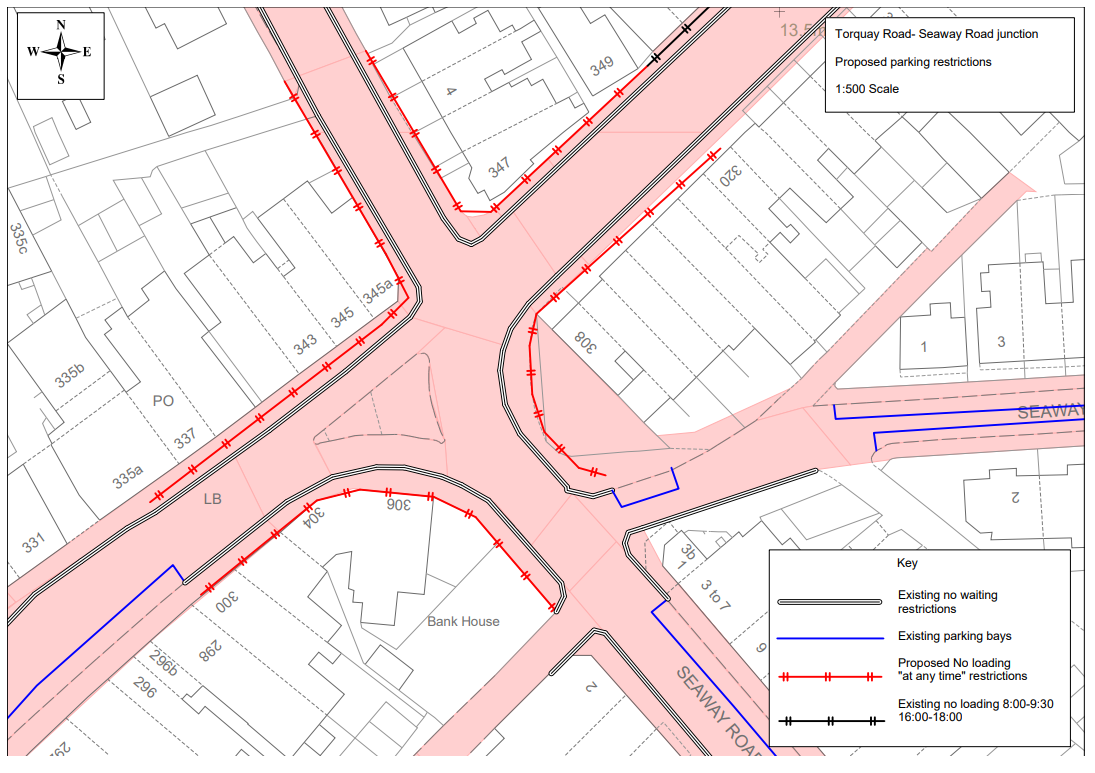 N
W E
S
Torquay Road- Seaway Road junction
Proposed parking restrictions
1:500 Scale
349
4
347
320
335c
345a
345
343
308
335b
PO
337
335a
LB
331
1
3
SEAWAY
2
304
306
300
298
296b
296
Bank House
3b
1
3 to 7
9
2
SEAWAY ROAD
Key
Existing no waiting
restrictions
Existing parking bays
Proposed No loading
"at any time" restrictions
Existing no loading 8:00-9:30
16:00-18:00